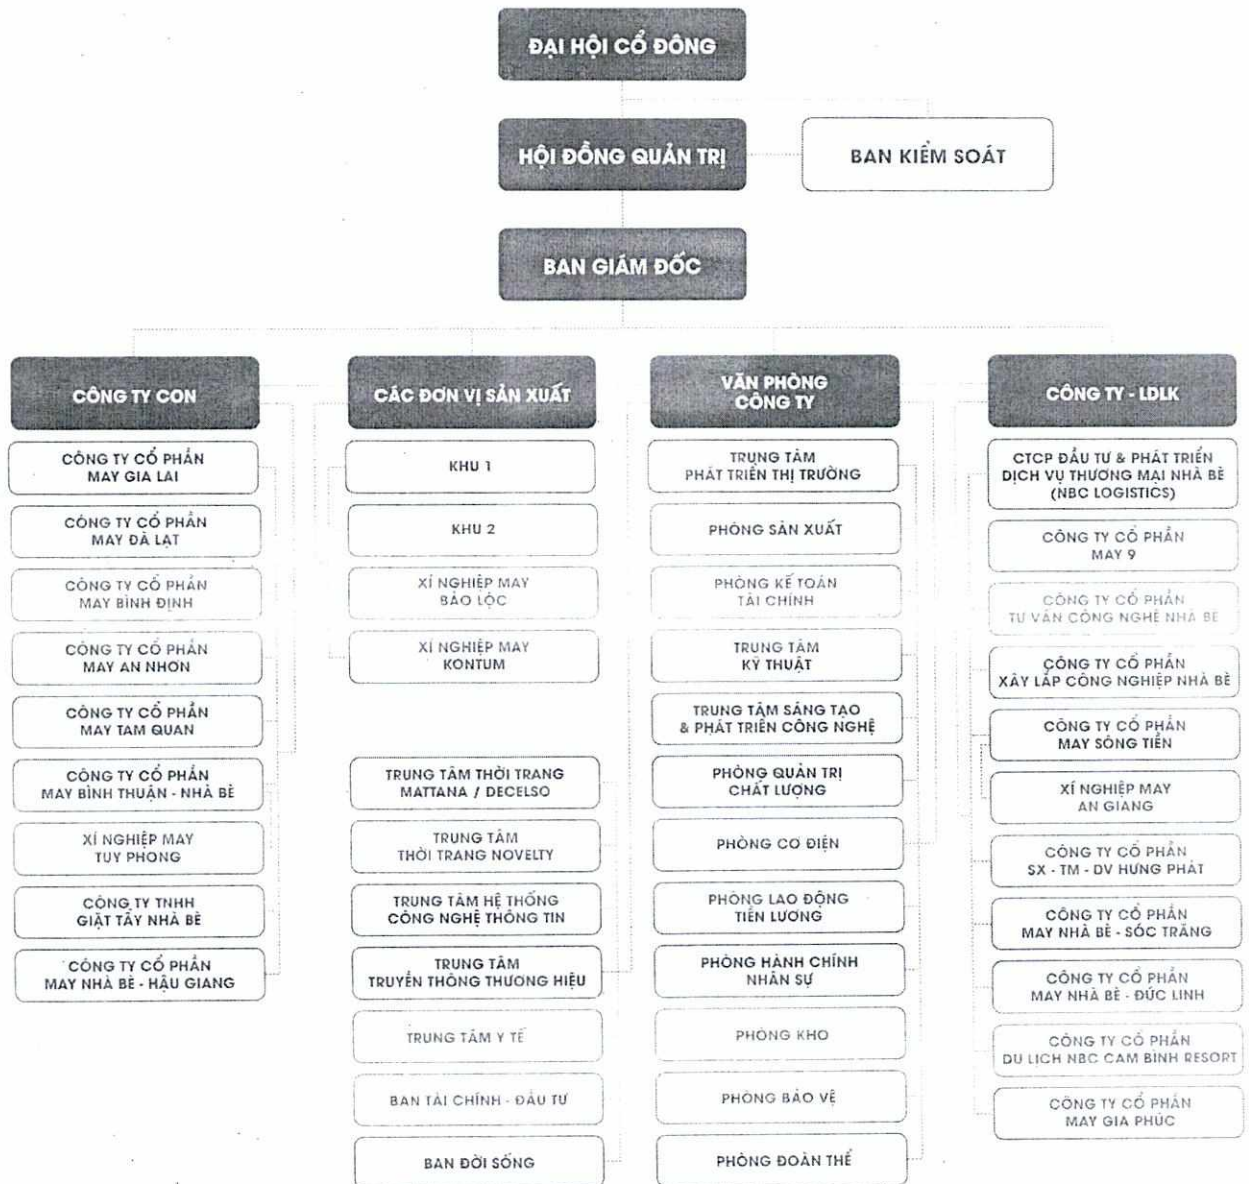 ĐẠI HỘI CỔ ĐÔNG
HỘI ĐỒNG QUẢN TRỊ
BAN KIỂM SOÁT
BAN GIÁM ĐỐC
CÔNG TY CON
CÔNG TY CỔ PHẦN
MAY GIA LAI
CÔNG TY CỔ PHẦN
MAY ĐÀ LẠT
CÔNG TY CỔ PHẦN
MAY BÌNH ĐỊNH
CÔNG TY CỔ PHẦN
MAY AN NHƠN
CÔNG TY CỔ PHẦN
MAY TAM QUAN
CÔNG TY CỔ PHẦN
MAY BÌNH THUẬN - NHÀ BÈ
XÍ NGHIỆP MAY
TUY PHONG
CÔNG TY TNHH
GIẶT TẨY NHÀ BÈ
CÔNG TY CỔ PHẦN
MAY NHÀ BÈ - HẬU GIANG
CÁC ĐƠN VỊ SẢN XUẤT
KHU 1
KHU 2
XÍ NGHIỆP MAY
BẢO LỘC
XÍ NGHIỆP MAY
KONTUM
TRUNG TÂM THỜI TRANG
MATTANA / DECELSO
TRUNG TÂM
THỜI TRANG NOVELTY
TRUNG TÂM HỆ THỐNG
CÔNG NGHỆ THÔNG TIN
TRUNG TÂM
TRUYỀN THÔNG THƯƠNG HIỆU
TRUNG TÂM Y TẾ
BAN TÀI CHÍNH - ĐẦU TƯ
BAN ĐỜI SỐNG
VĂN PHÒNG
CÔNG TY
TRUNG TÂM
PHÁT TRIỂN THỊ TRƯỜNG
PHÒNG SẢN XUẤT
PHÒNG KẾ TOÁN
TÀI CHÍNH
TRUNG TÂM
KỸ THUẬT
TRUNG TÂM SÁNG TẠO
& PHÁT TRIỂN CÔNG NGHỆ
PHÒNG QUẢN TRỊ
CHẤT LƯỢNG
PHÒNG CƠ ĐIỆN
PHÒNG LAO ĐỘNG
TIỀN LƯƠNG
PHÒNG HÀNH CHÍNH
NHÂN SỰ
PHÒNG KHO
PHÒNG BẢO VỆ
PHÒNG ĐOÀN THỂ
CÔNG TY - LDLK
CTCP ĐẦU TƯ & PHÁT TRIỂN
DỊCH VỤ THƯƠNG MẠI NHÀ BÈ
(NBC LOGISTICS)
CÔNG TY CỔ PHẦN
MAY 9
CÔNG TY CỔ PHẦN
TƯ VẤN CÔNG NGHỆ NHÀ BÈ
CÔNG TY CỔ PHẦN
XÂY LẮP CÔNG NGHIỆP NHÀ BÈ
CÔNG TY CỔ PHẦN
MAY SÔNG TIỀN
XÍ NGHIỆP MAY
AN GIANG
CÔNG TY CỔ PHẦN
SX - TM - DV HƯNG PHÁT
CÔNG TY CỔ PHẦN
MAY NHÀ BÈ - SÓC TRĂNG
CÔNG TY CỔ PHẦN
MAY NHÀ BÈ - ĐỨC LINH
CÔNG TY CỔ PHẦN
DU LỊCH NBC CAM BÌNH RESORT
CÔNG TY CỔ PHẦN
MAY GIA PHÚC